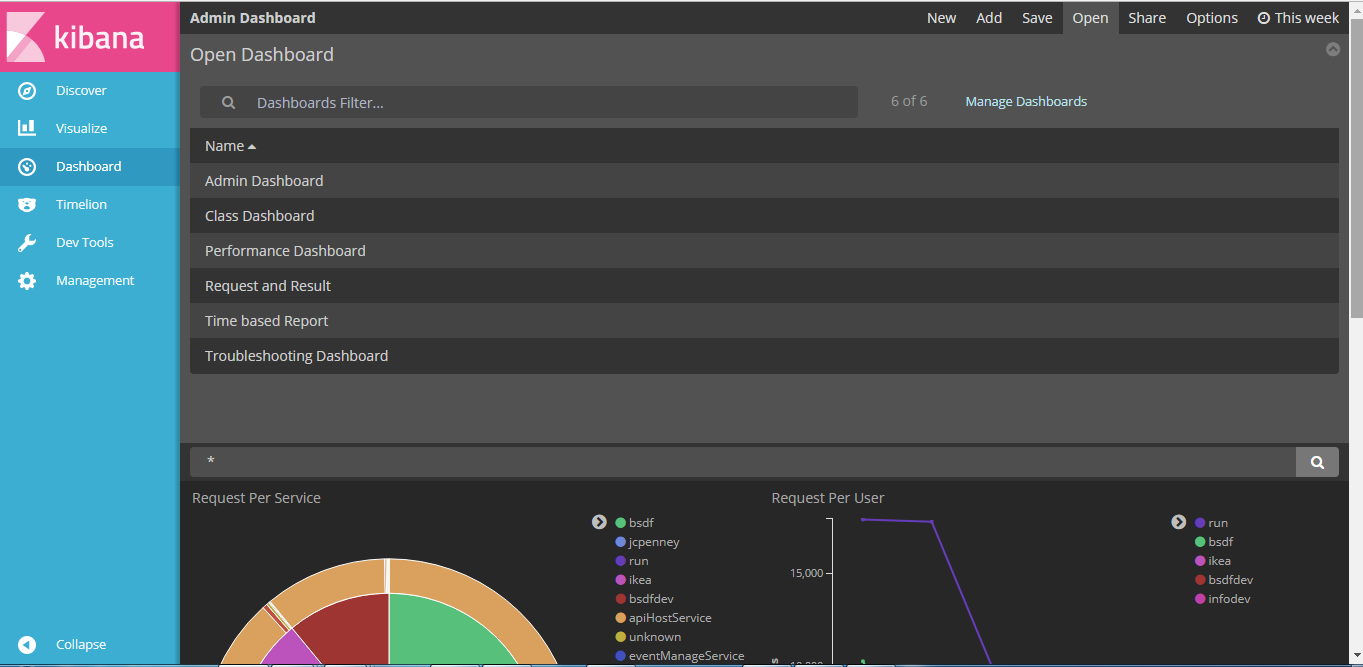 kibana
Discover
Visualize
Dashboard
Timelion
Dev Tools
Management
Collapse
Admin Dashboard
New Add Save Open Share Options This week
Open Dashboard
Dashboards Filter...
6 of 6
Manage Dashboards
Name
Admin Dashboard
Class Dashboard
Performance Dashboard
Request and Result
Time based Report
Troubleshooting Dashboard
*
Request Per Service
bsdf
jcpenney
run
ikea
bsdfdev
apiHostService
unknown
eventManageService
Request Per User
15,000
run
bsdf
ikea
bsdfdev
infodev